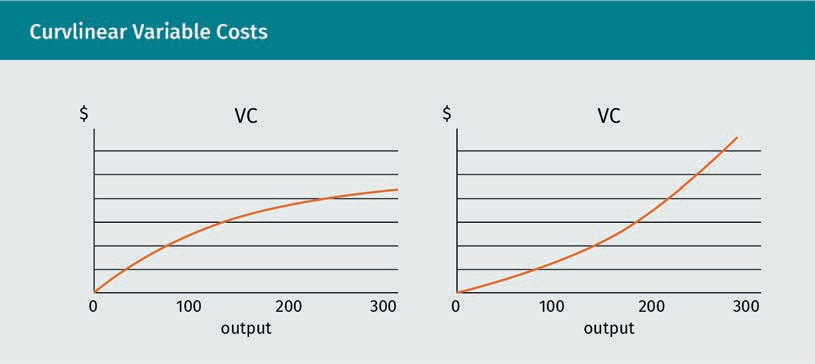 Curvlinear Variable Costs
$ VC
0 100 200 300
output
$ VC
0 100 200 300
output